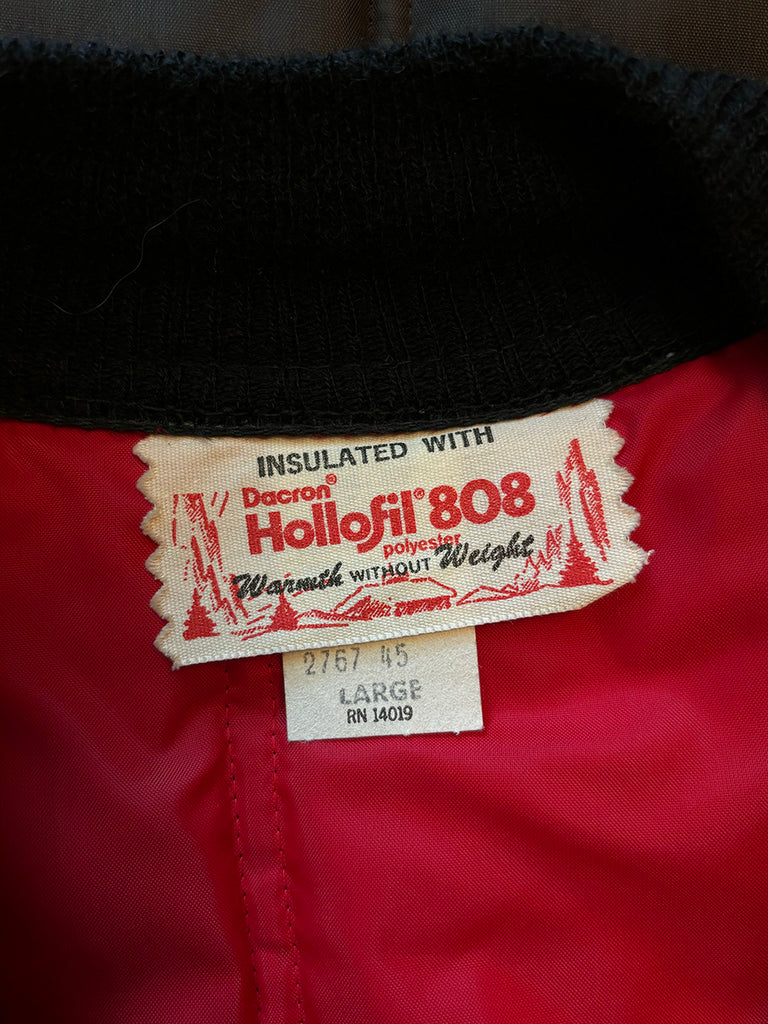 INSULATED WITH
Dacron®
Hollofil® 808
polyester
Warmth WITHOUT Weight
2767 45
LARGE
RN 14019